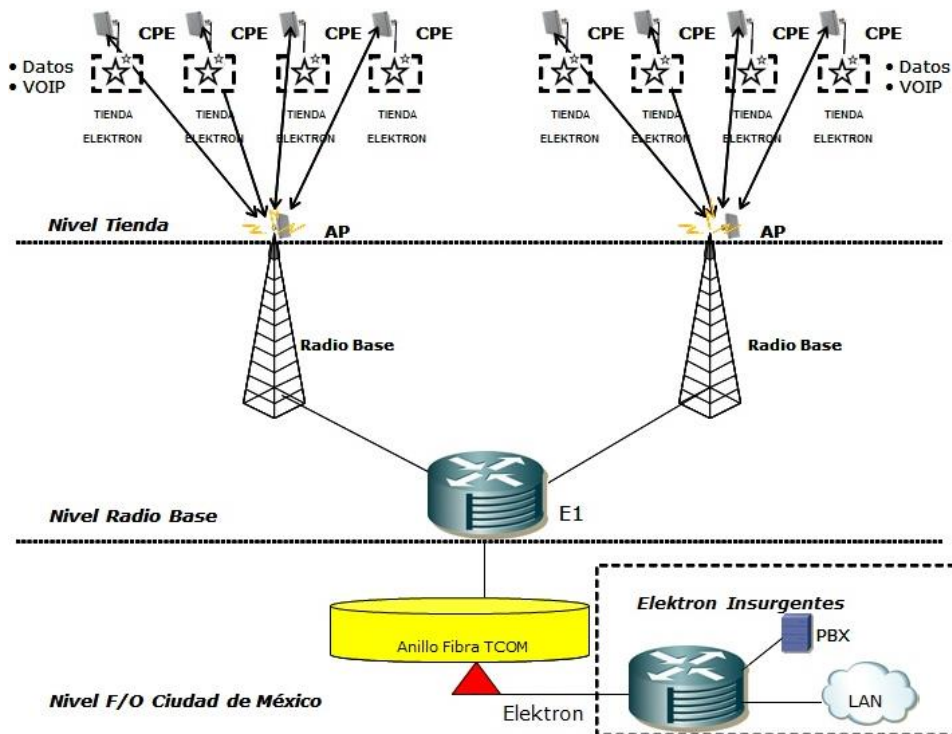 CPE CPE CPE CPE CPE CPE CPE CPE
• Datos
• VOIP
• Datos
• VOIP
TIENDA TIENDA TIENDA TIENDA TIENDA TIENDA TIENDA TIENDA
ELEKTRON ELEKTRON ELEKTRON ELEKTRON ELEKTRON ELEKTRON ELEKTRON ELEKTRON
Nivel Tienda
AP
AP
Radio Base
Radio Base
E1
Nivel Radio Base
Elektron Insurgentes
Anillo Fibra TCOM
PBX
Nivel F/O Ciudad de México
Elektron
LAN